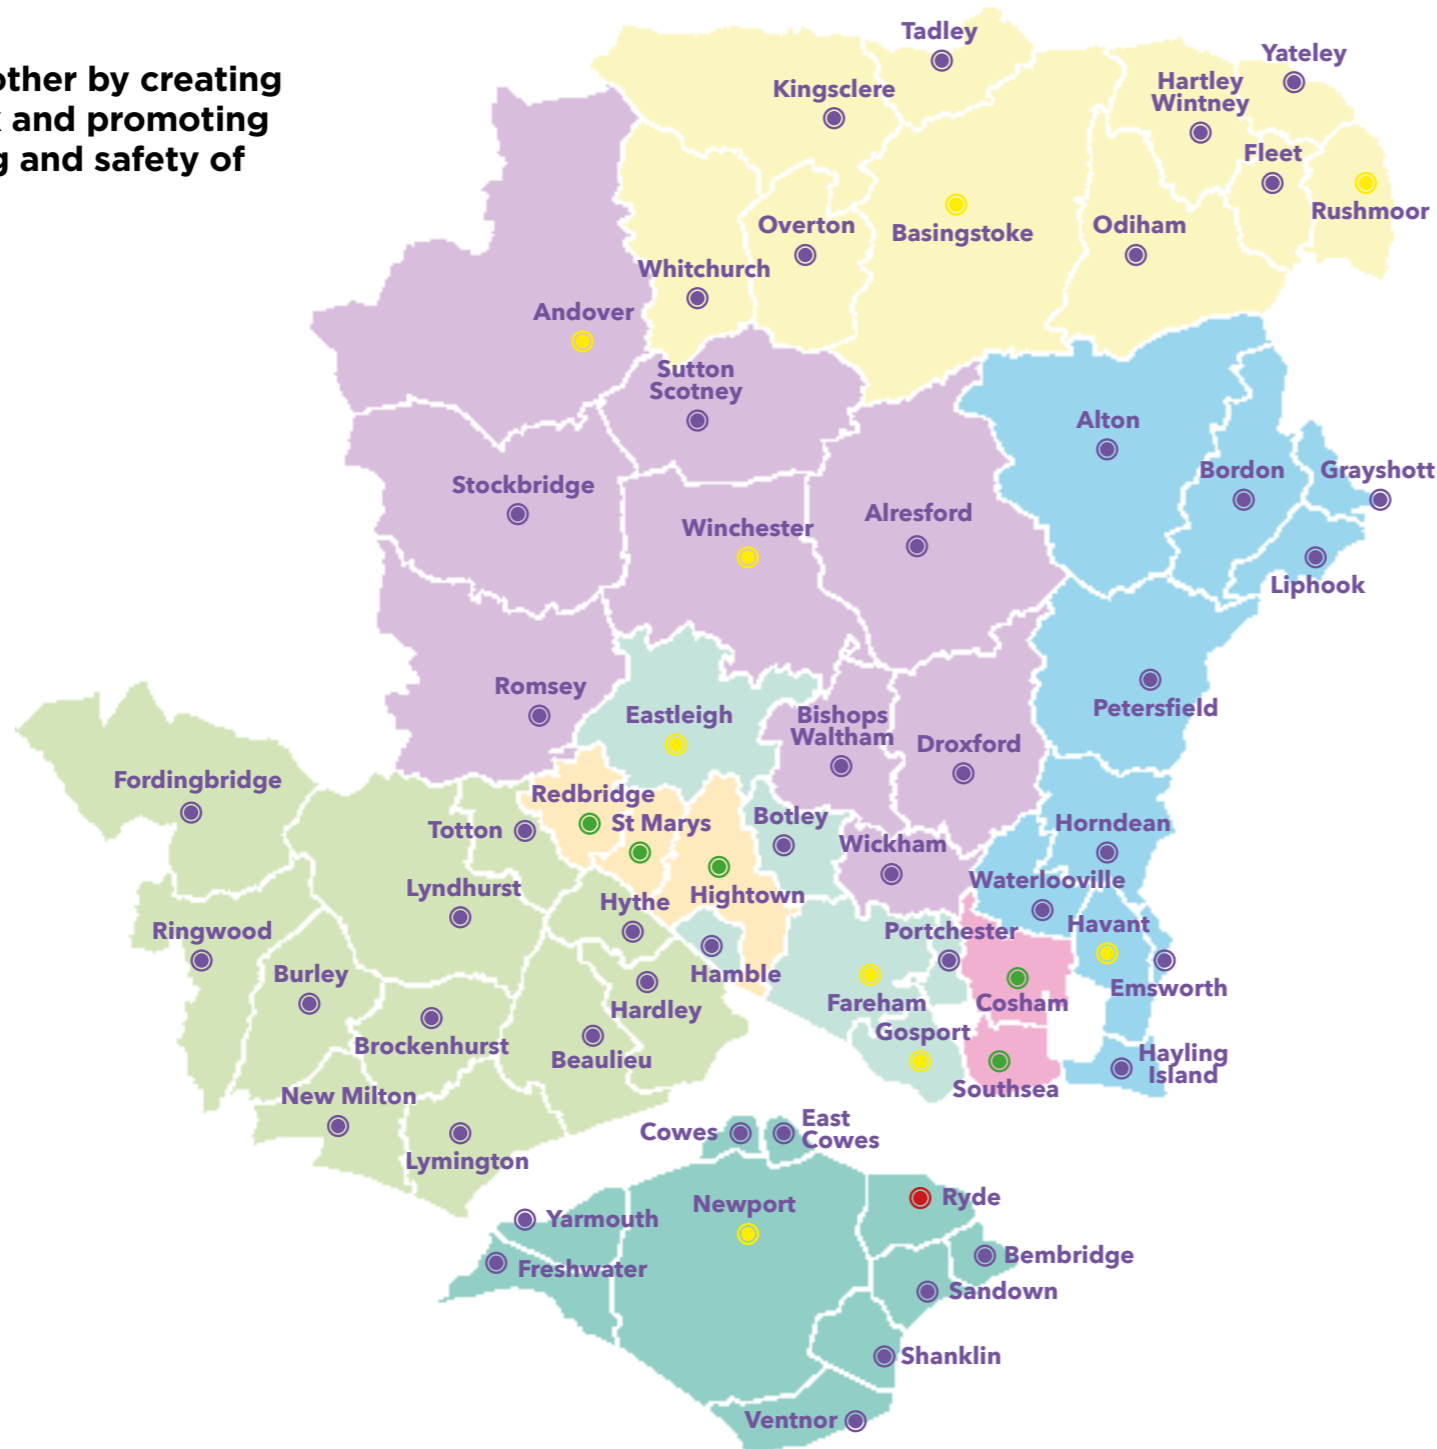 other by creating
and promoting
and safety of
Tadley
Yateley
Kingsclere
Hartley
Wintney
Fleet
Rushmoor
Overton
Basingstoke
Odiham
Whitchurch
Andover
Sutton
Scotney
Alton
Stockbridge
Bordon
Grayshott
Winchester
Alresford
Liphook
Romsey
Petersfield
Eastleigh
Bishops
Waltham
Droxford
Fordingbridge
Redbridge
Totton
St Marys
Botley
Horndean
Wickham
Lyndhurst
Hightown
Waterlooville
Hythe
Ringwood
Portchester
Havant
Burley
Hamble
Emsworth
Hardley
Fareham
Cosham
Brockenhurst
Beaulieu
Gosport
Hayling
Island
Southsea
New Milton
Cowes
East
Cowes
Lymington
Ryde
Newport
Yarmouth
Bembridge
Freshwater
Sandown
Shanklin
Ventnor